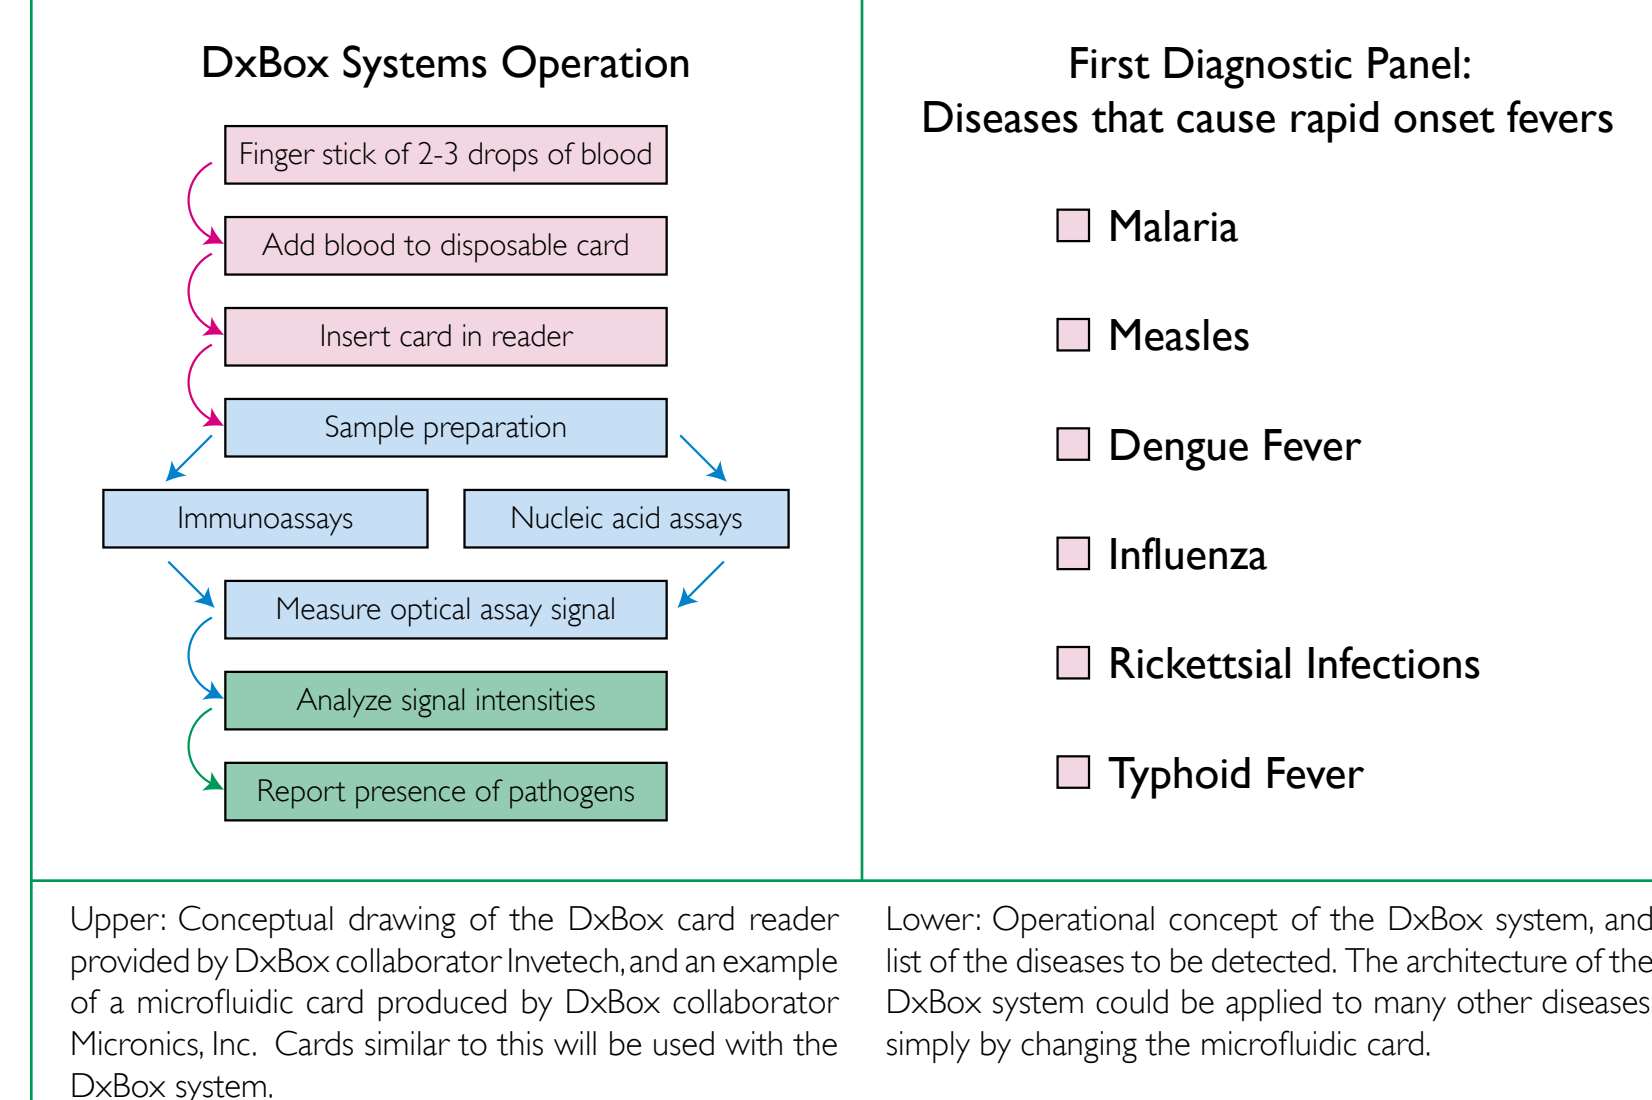 DxBox Systems Operation
Finger stick of 2-3 drops of blood
Add blood to disposable card
Insert card in reader
Sample preparation
Immunoassays
Nucleic acid assays
Measure optical assay signal
Analyze signal intensities
Report presence of pathogens
First Diagnostic Panel:
Diseases that cause rapid onset fevers
Malaria
Measles
Dengue Fever
Influenza
Rickettsial Infections
Typhoid Fever
Upper: Conceptual drawing of the DxBox card reader
provided by DxBox collaborator Invetech, and an example
of a microfluidic card produced by DxBox collaborator
Micronics, Inc. Cards similar to this will be used with the
DxBox system.
Lower: Operational concept of the DxBox system, and
list of the diseases to be detected. The architecture of the
DxBox system could be applied to many other diseases
simply by changing the microfluidic card.